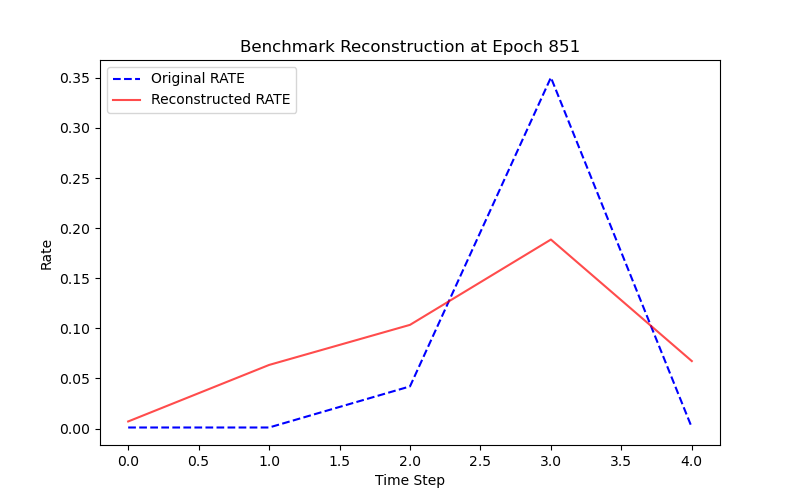 Benchmark Reconstruction at Epoch 851
Original RATE
Reconstructed RATE
Rate
0.35
0.30
0.25
0.20
0.15
0.10
0.05
0.00
0.0 0.5 1.0 1.5 2.0 2.5 3.0 3.5 4.0
Time Step